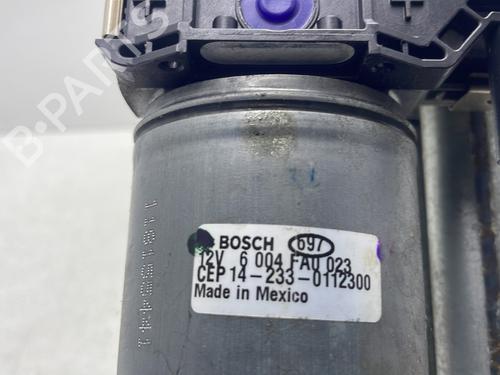 B-PARTS
BOSCH 697
12V 6 004 FA0 023
CEP 14-233-0112300
Made in Mexico